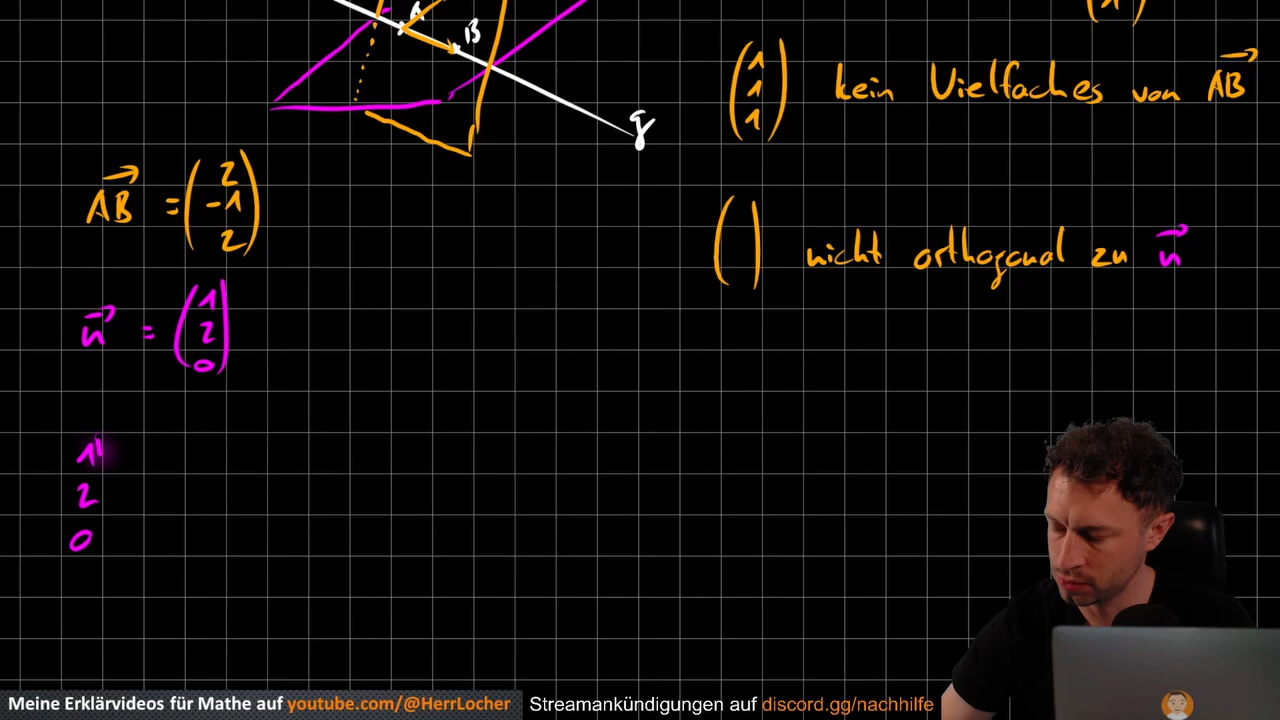 A
B
g
1
1
1
kein Vielfaches von AB
AB = 2
-1
2
( ) nicht orthogonal zu n
n = 1
2
0
1
2
0
Meine Erklärvideos für Mathe auf youtube.com/@HerrLocher
Streamankündigungen auf discord.gg/nachhilfe